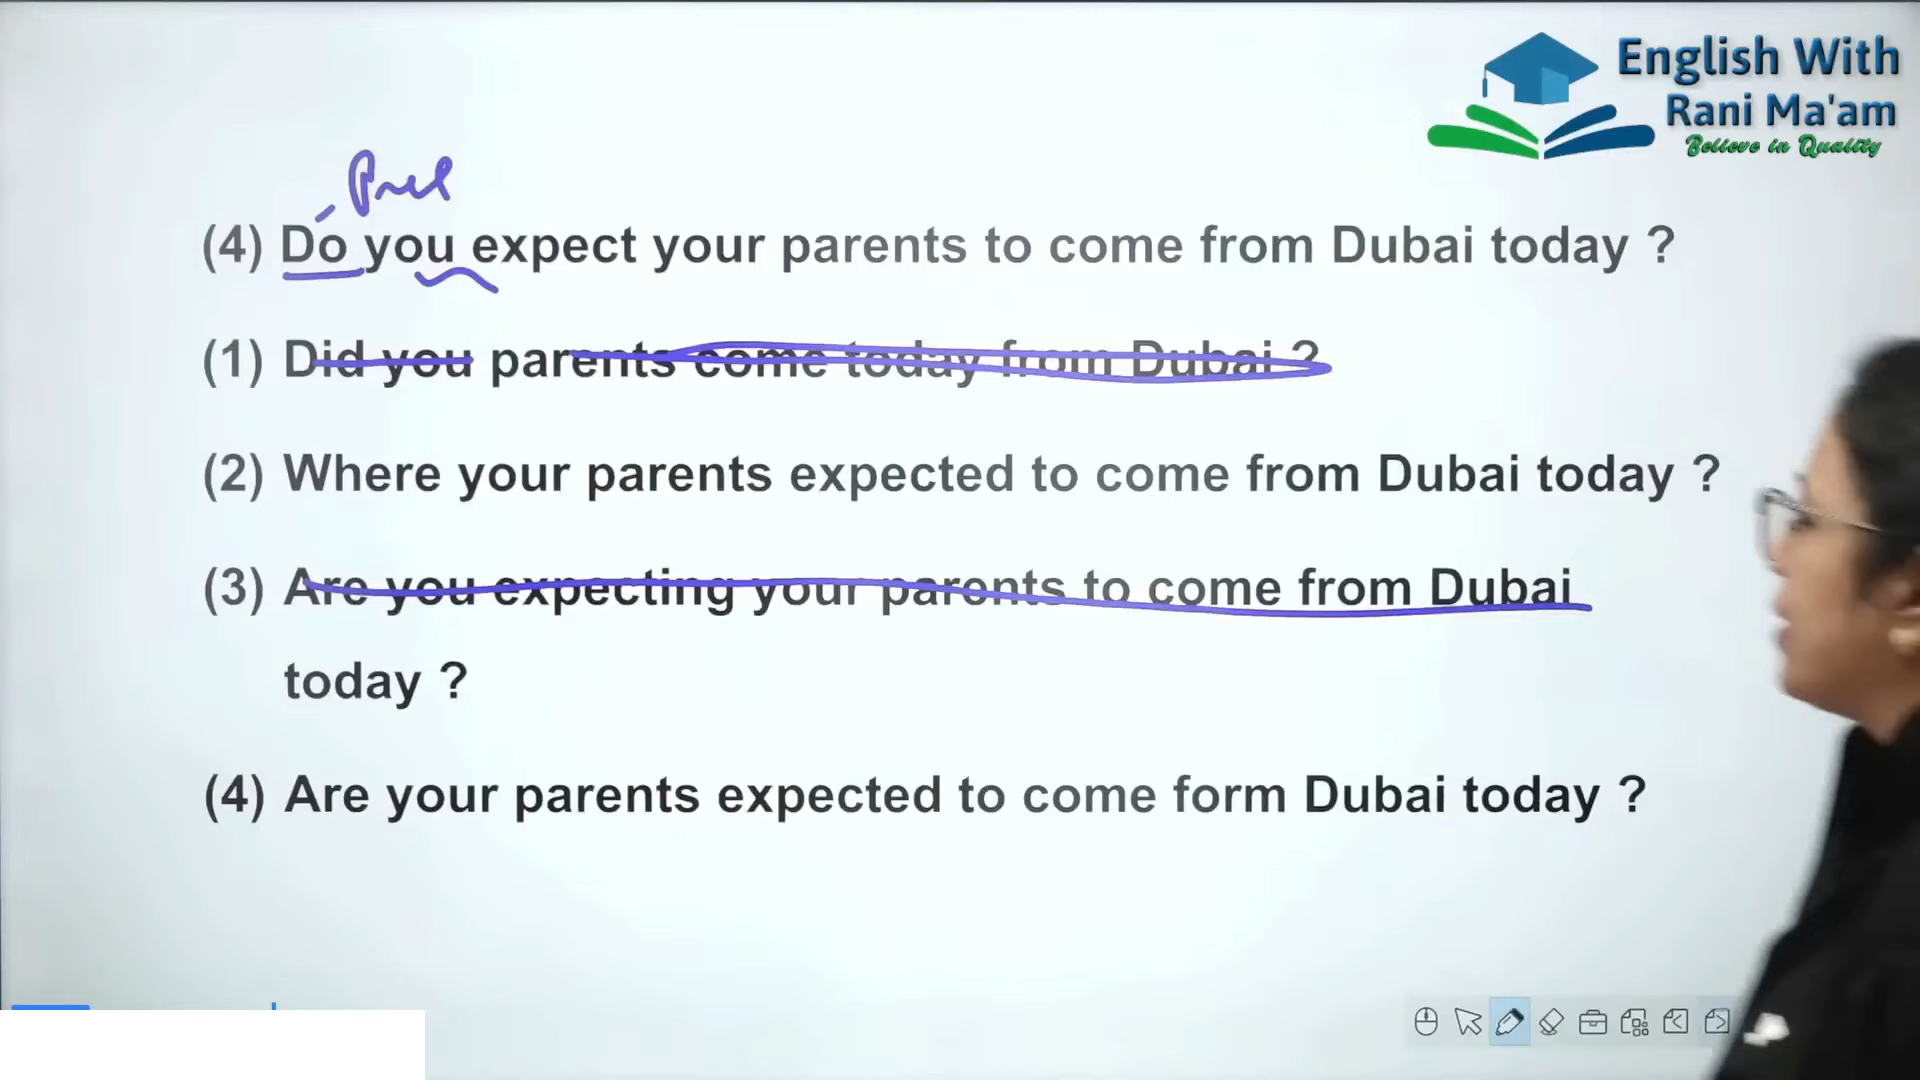 English With
Rani Ma'am
Believe in Quality
(4) Do you expect your parents to come from Dubai today ?
(1) Did you parents come today from Dubai ?
(2) Where your parents expected to come from Dubai today ?
(3) Are you expecting your parents to come from Dubai
today ?
(4) Are your parents expected to come form Dubai today ?